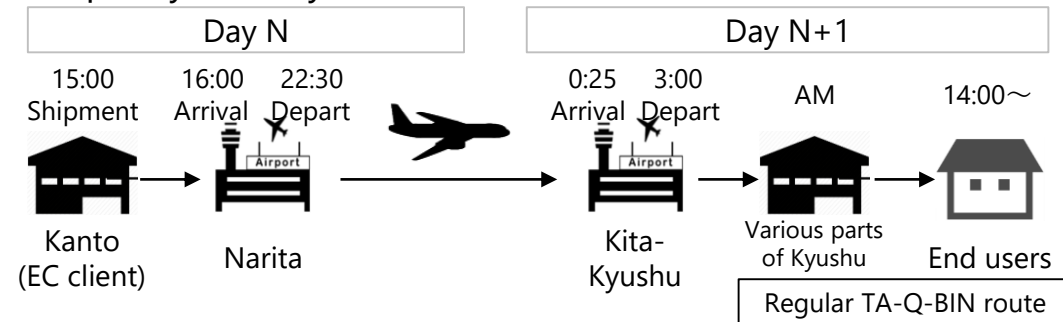 Day N
Day N+1
15:00
Shipment
16:00
Arrival
22:30
Depart
0:25
Arrival
3:00
Depart
AM
14:00～
Airport
Airport
Kanto
(EC client)
Narita
Kita-
Kyushu
Various parts
of Kyushu
End users
Regular TA-Q-BIN route